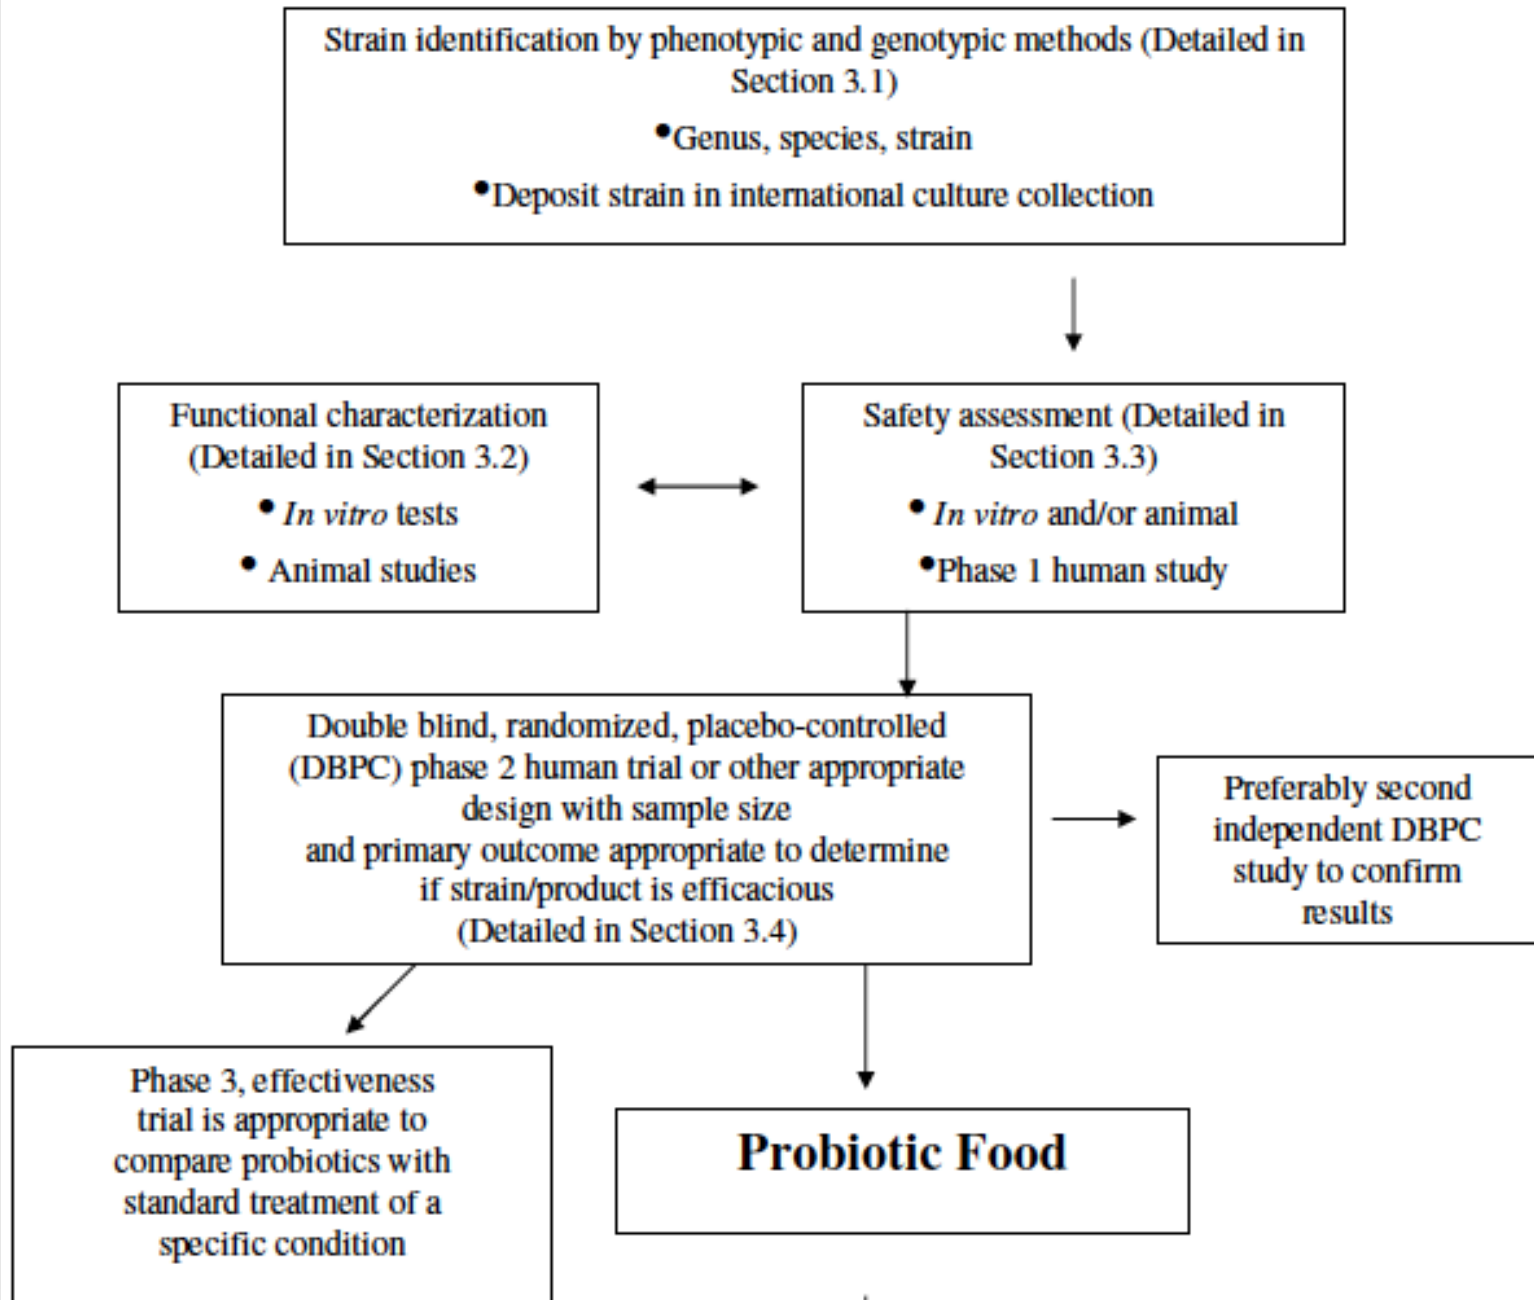 Strain identification by phenotypic and genotypic methods (Detailed in
Section 3.1)
•Genus, species, strain
•Deposit strain in international culture collection
Functional characterization
(Detailed in Section 3.2)
• In vitro tests
• Animal studies
Safety assessment (Detailed in
Section 3.3)
• In vitro and/or animal
•Phase 1 human study
Double blind, randomized, placebo-controlled
(DBPC) phase 2 human trial or other appropriate
design with sample size
and primary outcome appropriate to determine
if strain/product is efficacious
(Detailed in Section 3.4)
Preferably second
independent DBPC
study to confirm
results
Phase 3, effectiveness
trial is appropriate to
compare probiotics with
standard treatment of a
specific condition
Probiotic Food